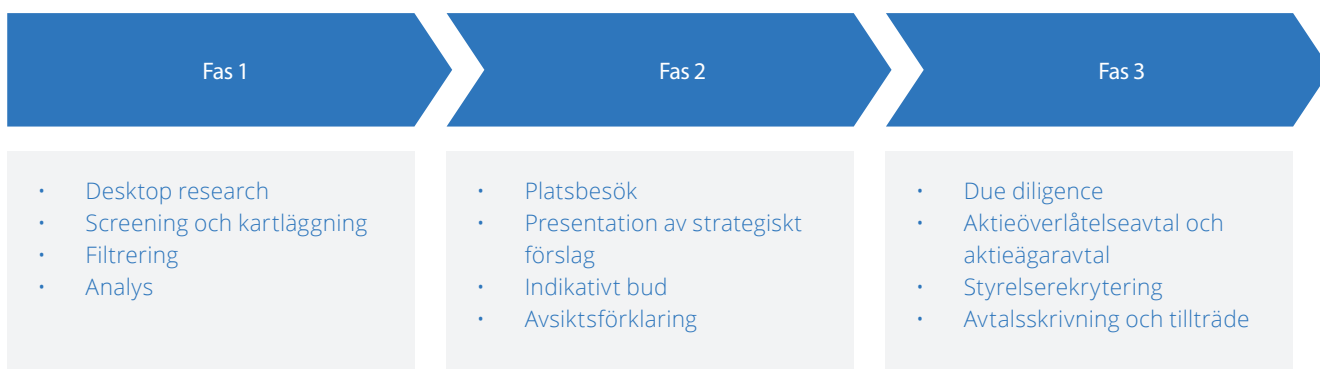 Fas 1
Fas 2
Fas 3
• Desktop research
• Screening och kartläggning
• Filtrering
• Analys
• Platsbesök
• Presentation av strategiskt
förslag
• Indikativt bud
• Avsiktsförklaring
• Due diligence
• Aktieöverlåtelseavtal och
aktieägaravtal
• Styrelserekrytering
• Avtalsskrivning och tillträde